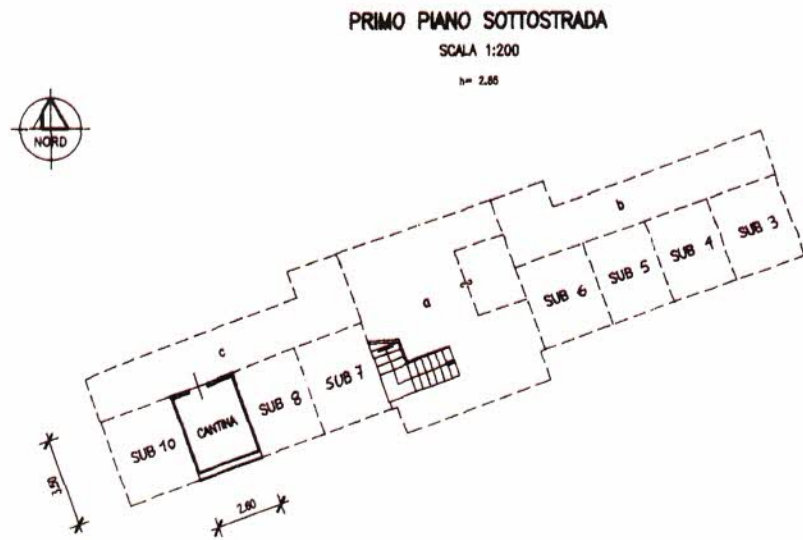 PRIMO PIANO SOTTOSTRADA
SCALA 1:200
h= 2.85
NORD
b
SUB 3
SUB 4
SUB 5
SUB 6
a
c
SUB 7
SUB 8
CANTINA
SUB 10
2.60